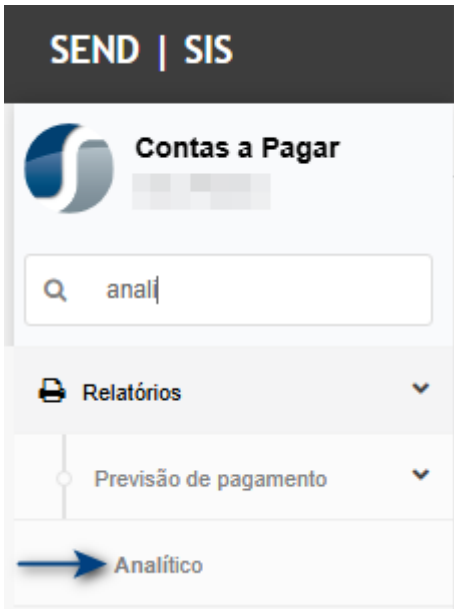 SEND | SIS
Contas a Pagar
anali
Relatórios
Previsão de pagamento
Analítico